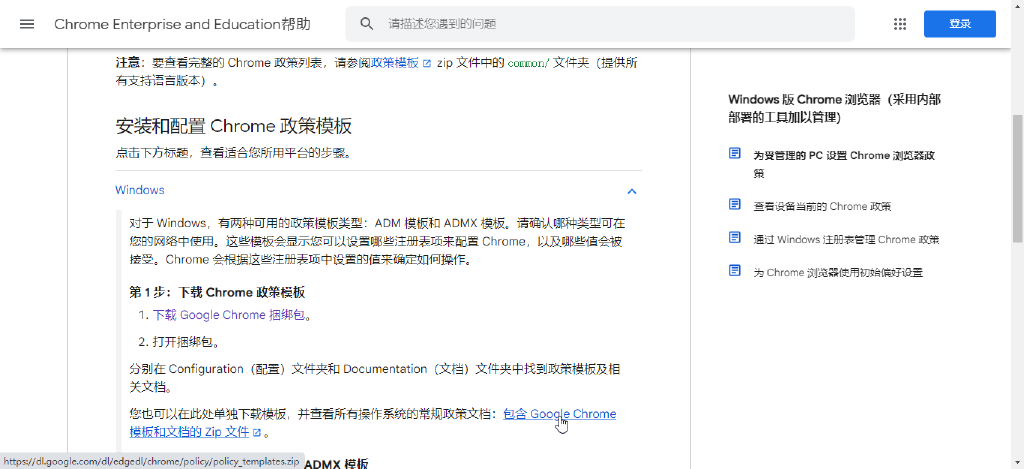 Chrome Enterprise and Education帮助
请描述您遇到的问题
登录
注意：要查看完整的 Chrome 政策列表，请参阅政策模板 zip 文件中的 common/ 文件夹（提供所
有支持语言版本）。
安装和配置 Chrome 政策模板
点击下方标题，查看适合您所用平台的步骤。
Windows
对于 Windows，有两种可用的政策模板类型：ADM 模板和 ADMX 模板。请确认哪种类型可在
您的网络中使用。这些模板会显示您可以设置哪些注册表项来配置 Chrome，以及哪些值会被
接受。Chrome 会根据这些注册表项中设置的值来确定如何操作。
第 1 步：下载 Chrome 政策模板
1. 下载 Google Chrome 捆绑包。
2. 打开捆绑包。
分别在 Configuration（配置）文件夹和 Documentation（文档）文件夹中找到政策模板及相
关文档。
您也可以在此处单独下载模板，并查看所有操作系统的常规政策文档：包含 Google Chrome
模板和文档的 Zip 文件 。
ADMX 模板
https://dl.google.com/dl/edgedl/chrome/policy/policy_templates.zip
Windows 版 Chrome 浏览器（采用内部
部署的工具加以管理）
为受管理的 PC 设置 Chrome 浏览器政
策
查看设备当前的 Chrome 政策
通过 Windows 注册表管理 Chrome 政策
为 Chrome 浏览器使用初始偏好设置